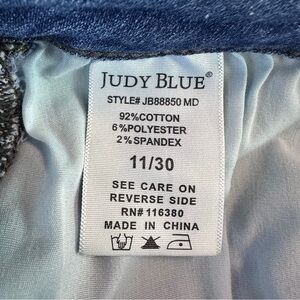 JUDY BLUE®
STYLE# JB88850 MD
92%COTTON
6%POLYESTER
2%SPANDEX
11/30
SEE CARE ON
REVERSE SIDE
RN# 116380
MADE IN CHINA